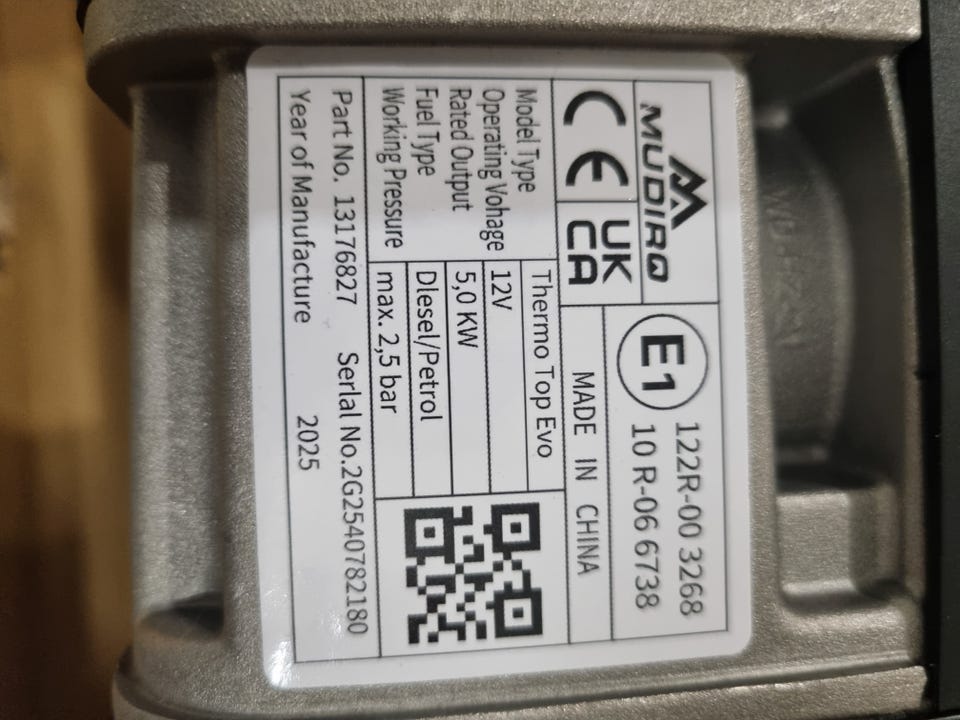 MUDIRO
E1
122R-00 3268
10 R-06 6738
CE
UK
CA
MADE IN CHINA
Model Type Thermo Top Evo
Operating Vohage 12V
Rated Output 5,0 KW
Fuel Type Dlesel/Petrol
Working Pressure max. 2,5 bar
Part No. 13176827 Serlal No.2G2540782180
Year of Manufacture 2025